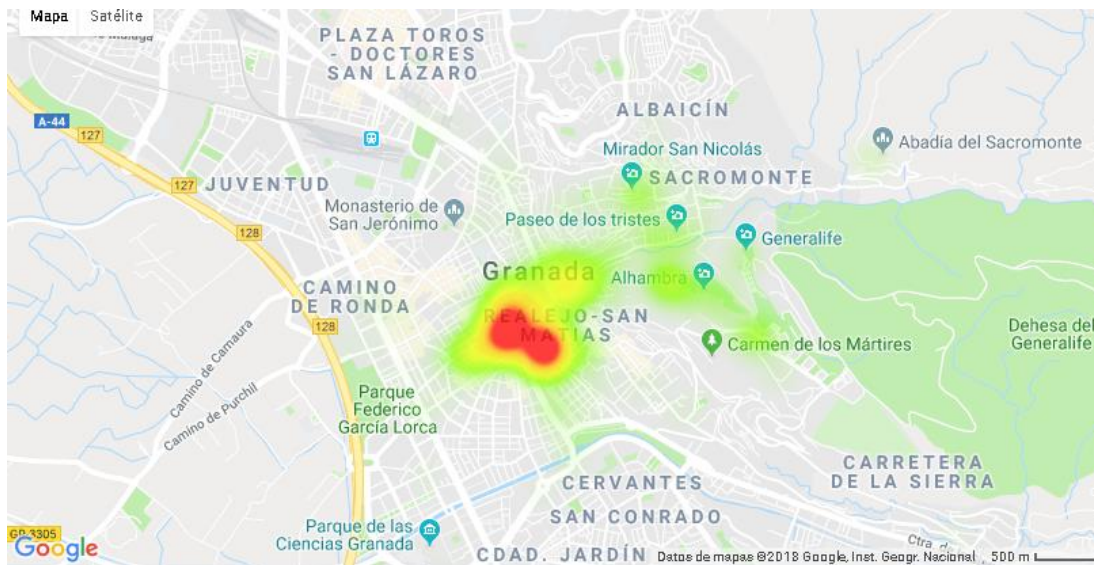 Mapa Satélite
PLAZA TOROS
- DOCTORES
SAN LÁZARO
ALBAICÍN
A-44
127
Mirador San Nicolás
Abadía del Sacromonte
127
JUVENTUD
SACROMONTE
Monasterio de
San Jerónimo
Paseo de los tristes
128
Generalife
Granada
Alhambra
CAMINO
DE RONDA
REALEJO-SAN
MATÍAS
128
Dehesa del
Generalife
Camino de Camaura
Carmen de los Mártires
Camino de Purchil
Parque
Federico
García Lorca
CARRETERA
DE LA SIERRA
CERVANTES
SAN CONRADO
Parque de las
Ciencias Granada
GR-3305
Google
CDAD. JARDÍN
Ctra. de
Datos de mapas ©2018 Google, Inst. Geogr. Nacional
500 m